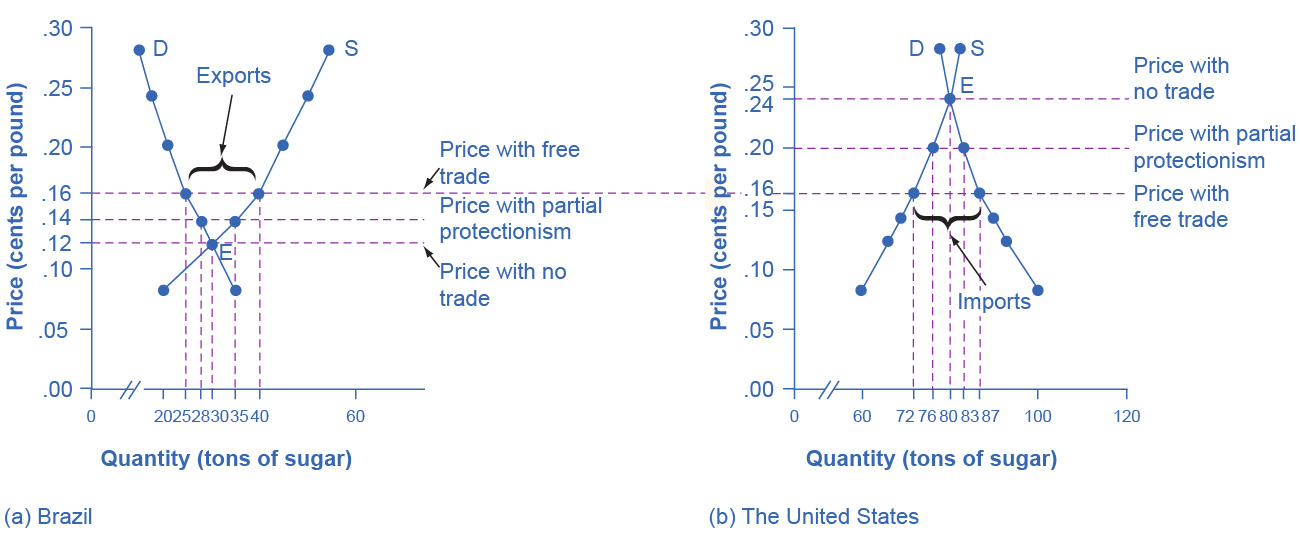 .30
.25
.20
.16
.14
.12
.10
.05
.00
Price (cents per pound)
D
S
Exports
E
Price with free
trade
Price with partial
protectionism
Price with no
trade
0
20 25 28 30 35 40
60
Quantity (tons of sugar)
(a) Brazil
.30
.25
.24
.20
.16
.15
.10
.05
.00
Price (cents per pound)
D
S
E
Imports
Price with
no trade
Price with partial
protectionism
Price with
free trade
0
60
72 76 80 83 87
100
120
Quantity (tons of sugar)
(b) The United States